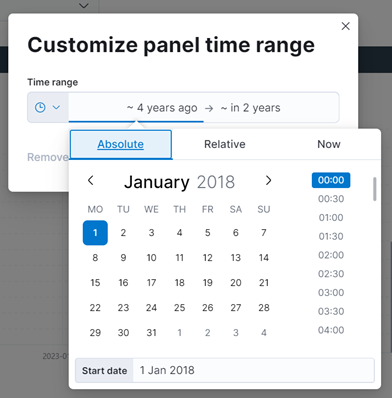 Customize panel time range
Time range
~ 4 years ago → ~ in 2 years
Remove
Absolute Relative Now
January 2018
MO TU WE TH FR SA SU
1 2 3 4 5 6 7
8 9 10 11 12 13 14
15 16 17 18 19 20 21
22 23 24 25 26 27 28
29 30 31 1 2 3 4
00:00
00:30
01:00
01:30
02:00
02:30
03:00
03:30
04:00
Start date 1 Jan 2018